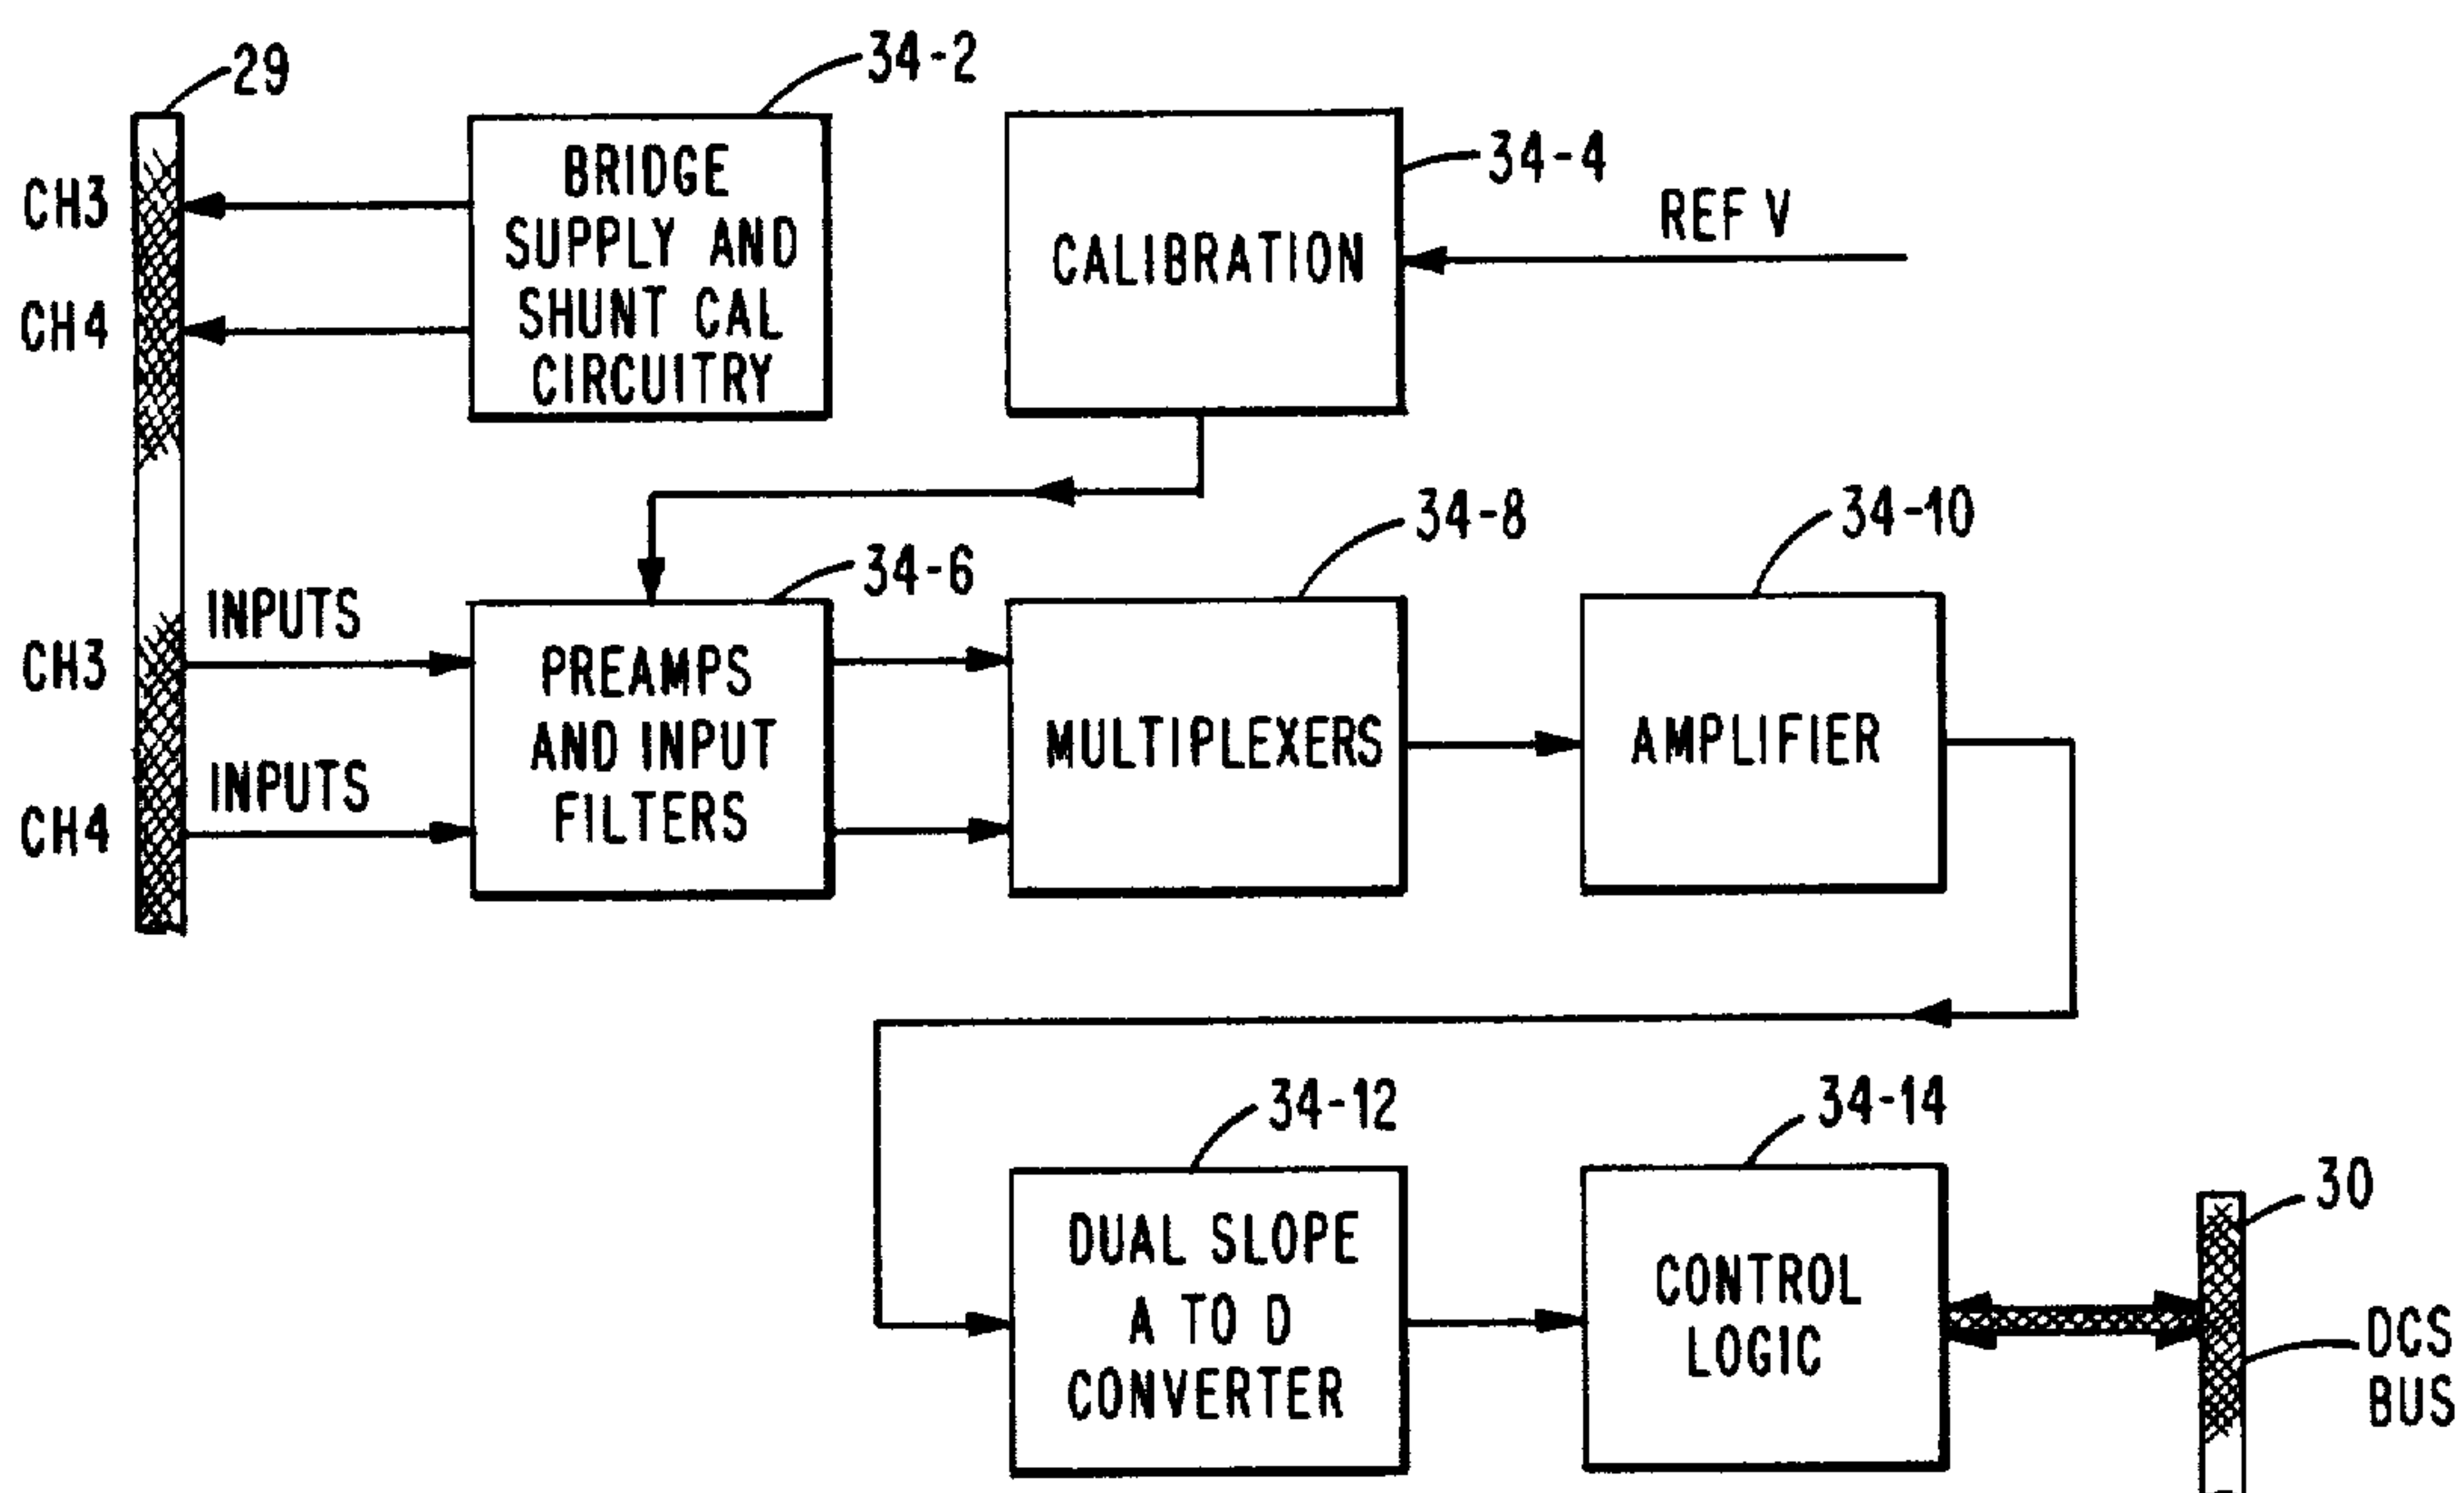 29
34-2
CH3
CH4
BRIDGE
SUPPLY AND
SHUNT CAL
CIRCUITRY
CALIBRATION
34-4
REF V
34-6
34-8
34-10
CH3
INPUTS
CH4
INPUTS
PREAMPS
AND INPUT
FILTERS
MULTIPLEXERS
AMPLIFIER
34-12
34-14
DUAL SLOPE
A TO D
CONVERTER
CONTROL
LOGIC
30
DCS
BUS